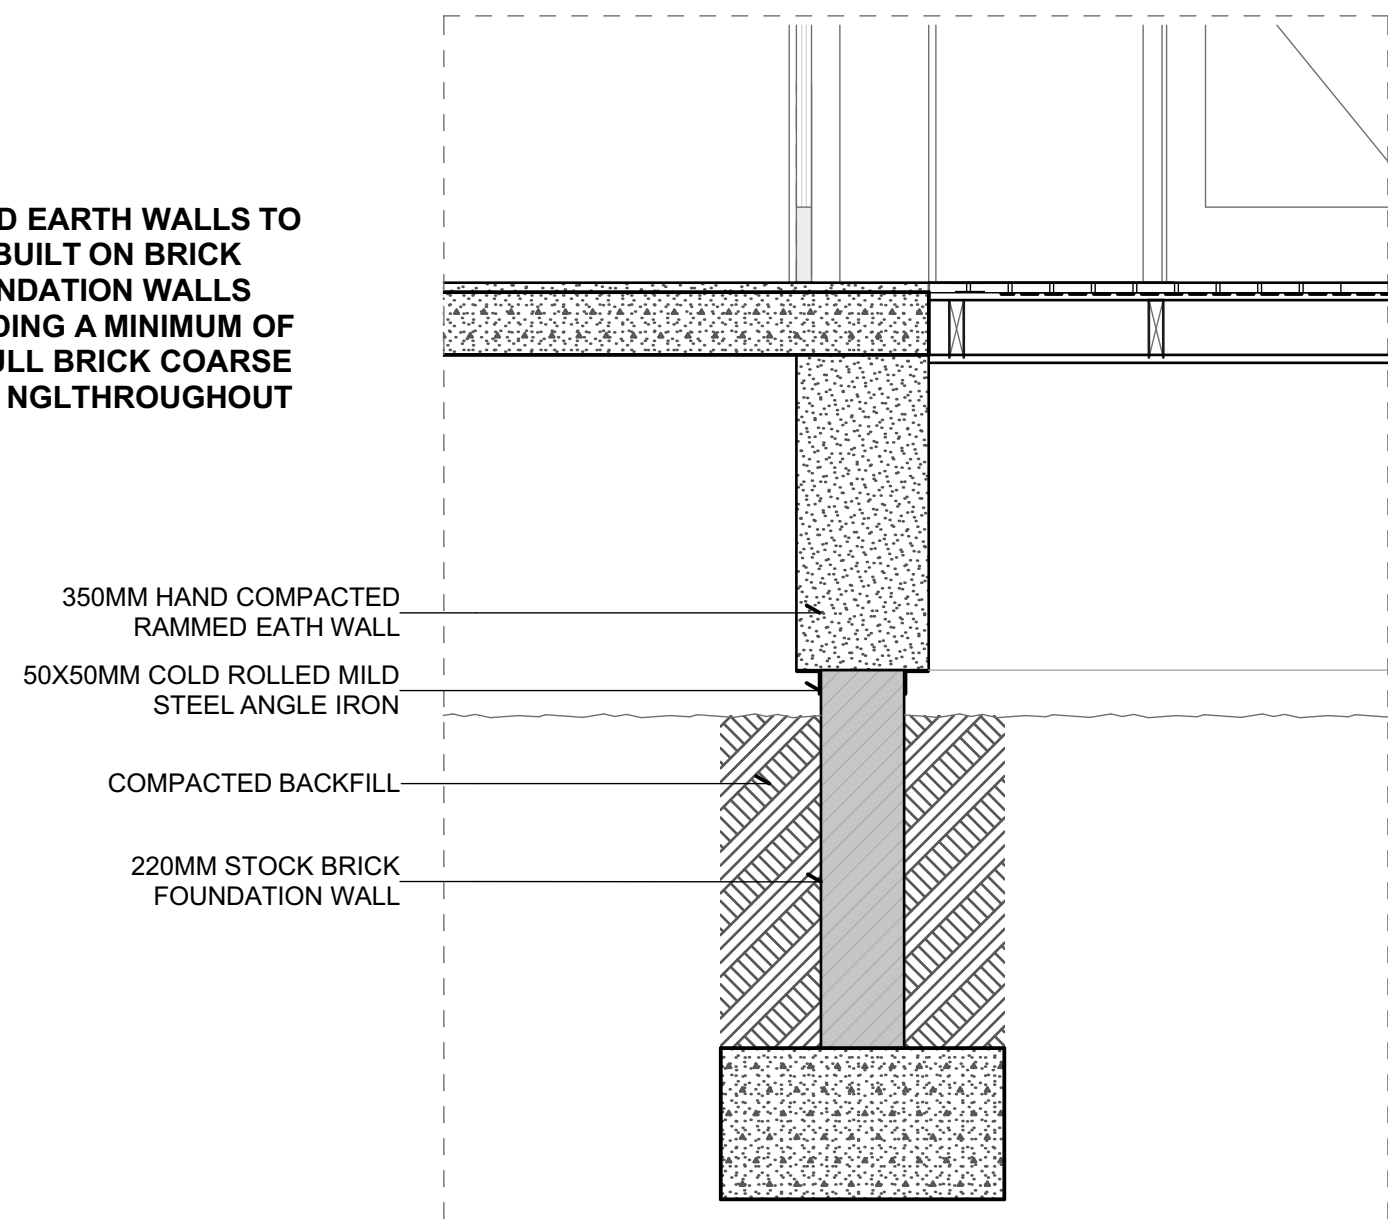 D EARTH WALLS TO
BUILT ON BRICK
NDATION WALLS
DING A MINIMUM OF
ULL BRICK COARSE
NGLTHROUGHOUT
350MM HAND COMPACTED
RAMMED EATH WALL
50X50MM COLD ROLLED MILD
STEEL ANGLE IRON
COMPACTED BACKFILL
220MM STOCK BRICK
FOUNDATION WALL